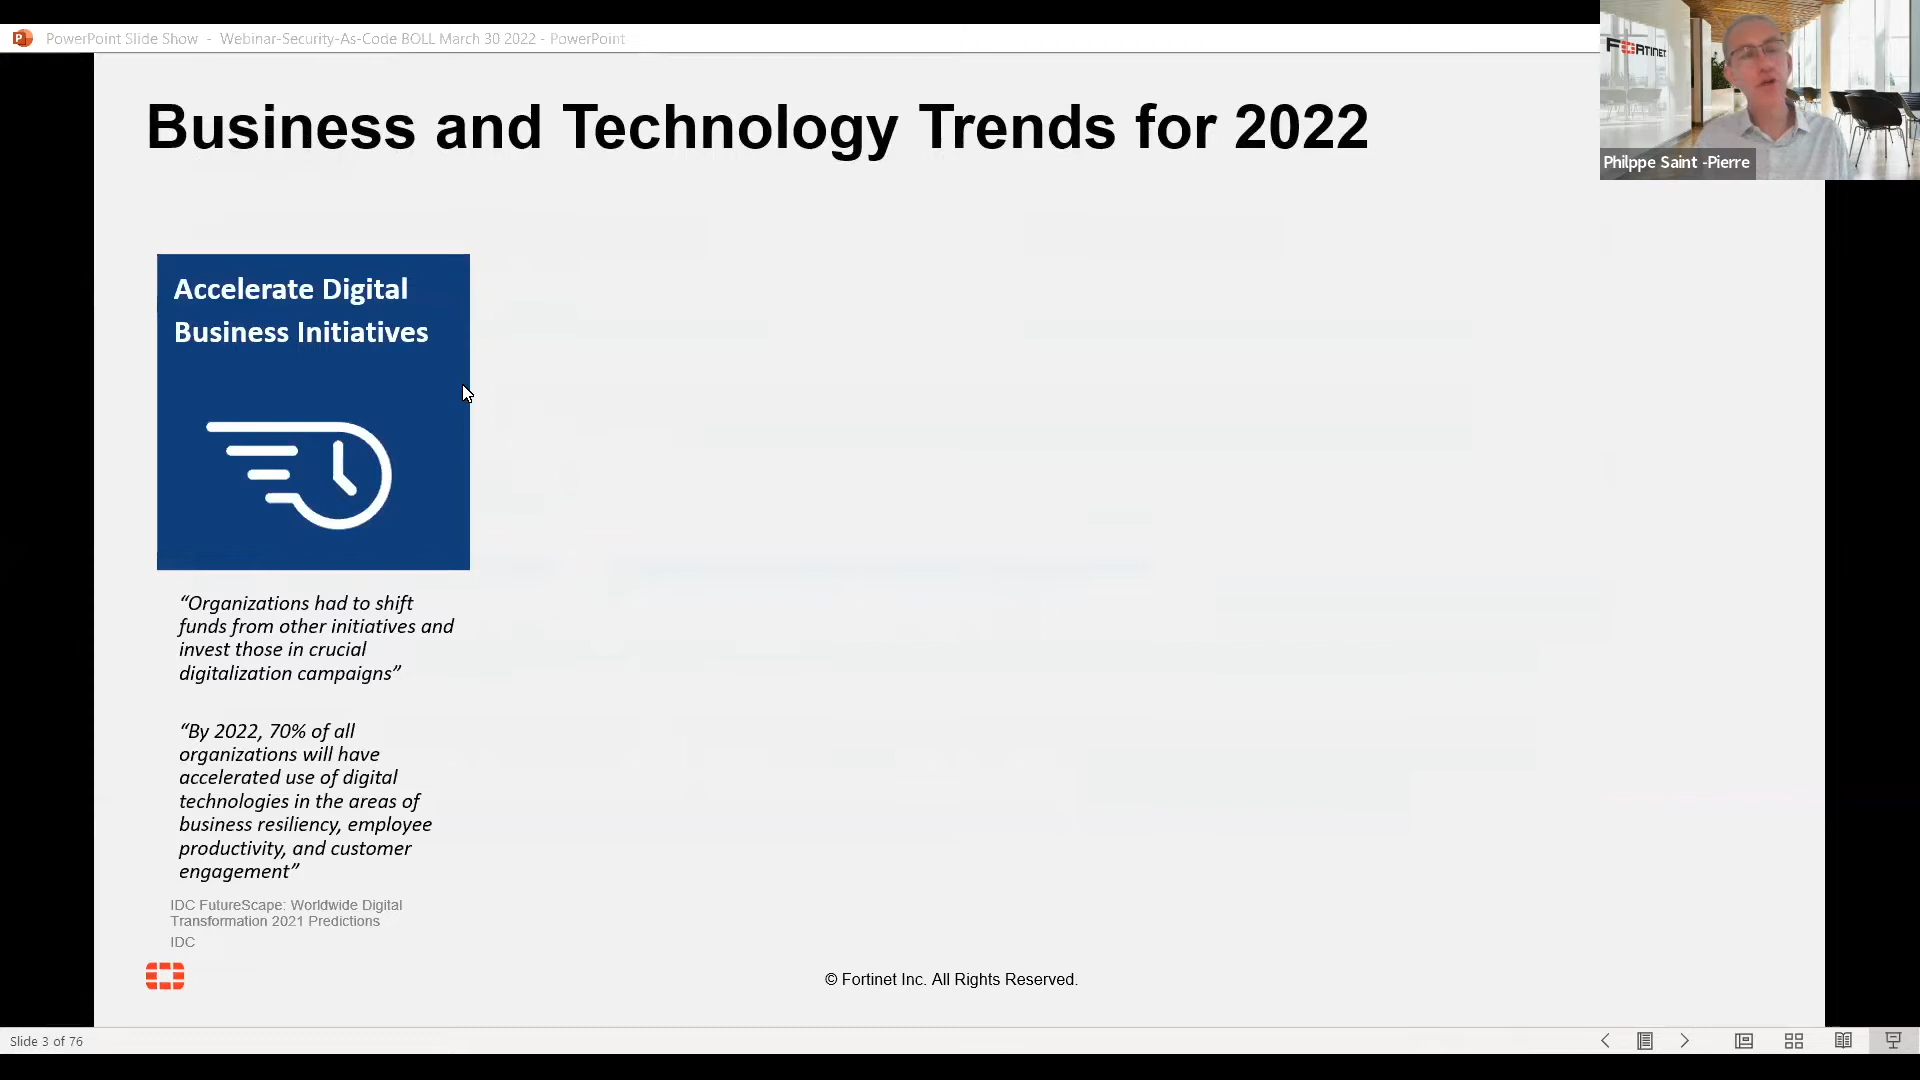 PowerPoint Slide Show - Webinar-Security-As-Code BOLL March 30 2022 - PowerPoint
FORTINET
Philppe Saint -Pierre
Business and Technology Trends for 2022
Accelerate Digital
Business Initiatives
“Organizations had to shift
funds from other initiatives and
invest those in crucial
digitalization campaigns”
“By 2022, 70% of all
organizations will have
accelerated use of digital
technologies in the areas of
business resiliency, employee
productivity, and customer
engagement”
IDC FutureScape: Worldwide Digital
Transformation 2021 Predictions
IDC
© Fortinet Inc. All Rights Reserved.
Slide 3 of 76